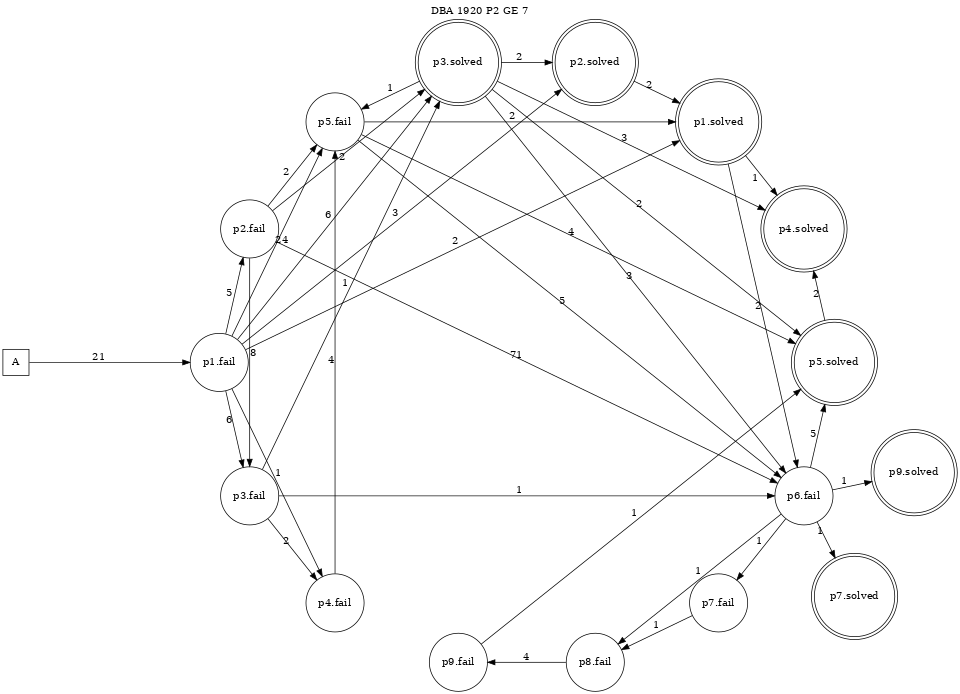 DBA 1920 P2 GE 7
p3.solved
2
p2.solved
1
2
p5.fail
2
p1.solved
3
2
2
1
6
3
2
p4.solved
p2.fail
24
2
4
5
1
3
5
2
2
8
A
21
p1.fail
4
71
p5.solved
6
5
1
p9.solved
p3.fail
1
p6.fail
1
1
2
1
1
1
p4.fail
p7.fail
p7.solved
1
p9.fail
4
p8.fail